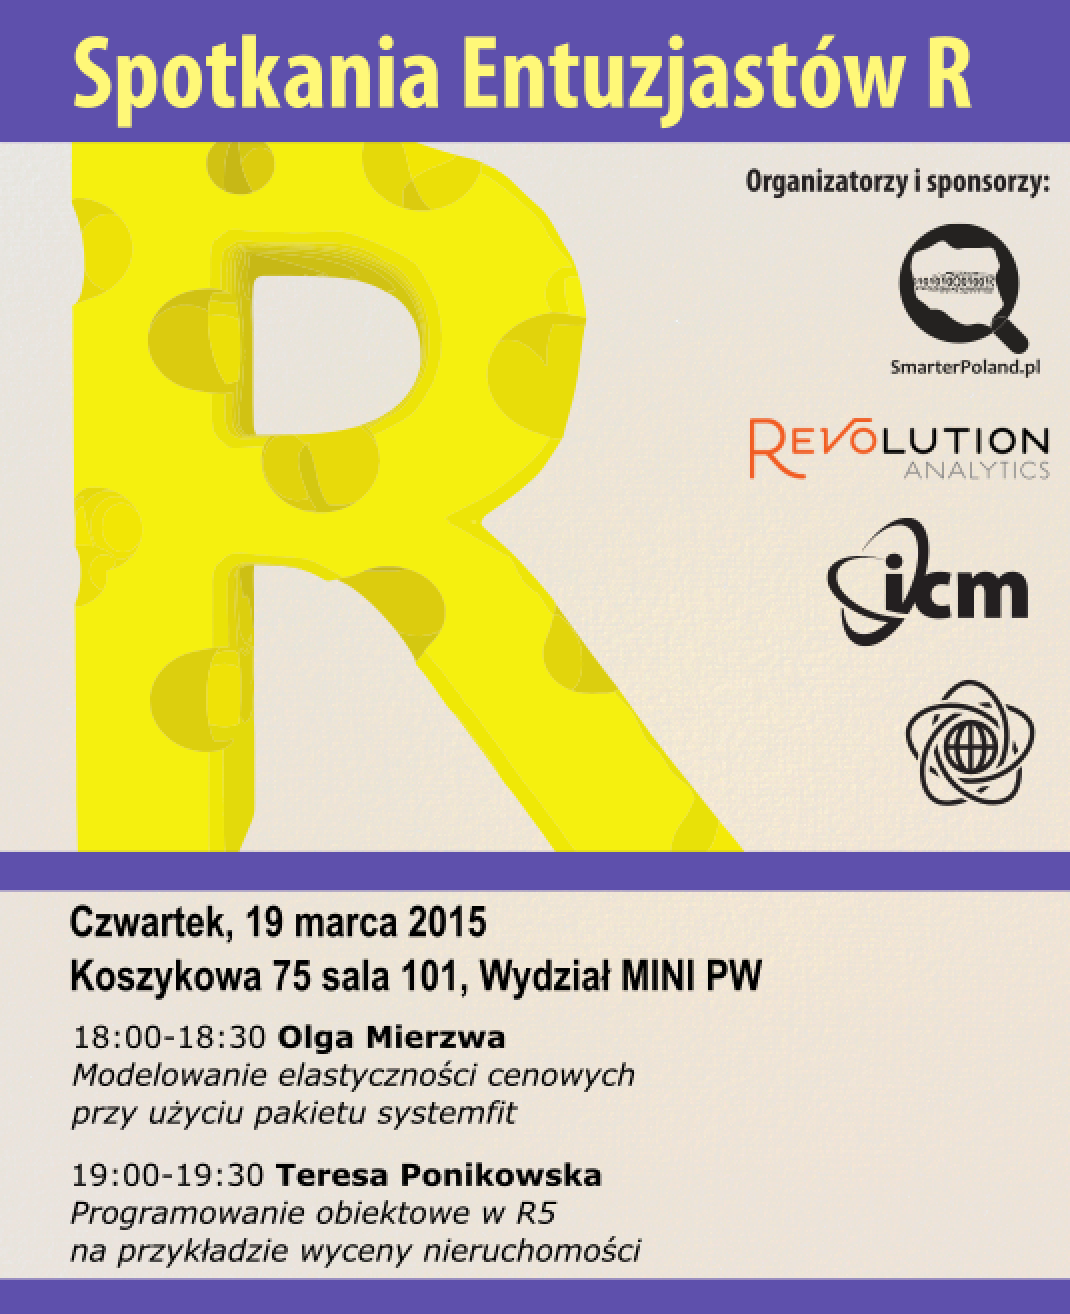 Spotkania Entuzjastów R
Organizatorzy i sponsorzy:
SmarterPoland.pl
REVOLUTION
ANALYTICS
icm
Czwartek, 19 marca 2015
Koszykowa 75 sala 101, Wydział MINI PW
18:00-18:30 Olga Mierzwa
Modelowanie elastyczności cenowych
przy użyciu pakietu systemfit
19:00-19:30 Teresa Ponikowska
Programowanie obiektowe w R5
na przykładzie wyceny nieruchomości